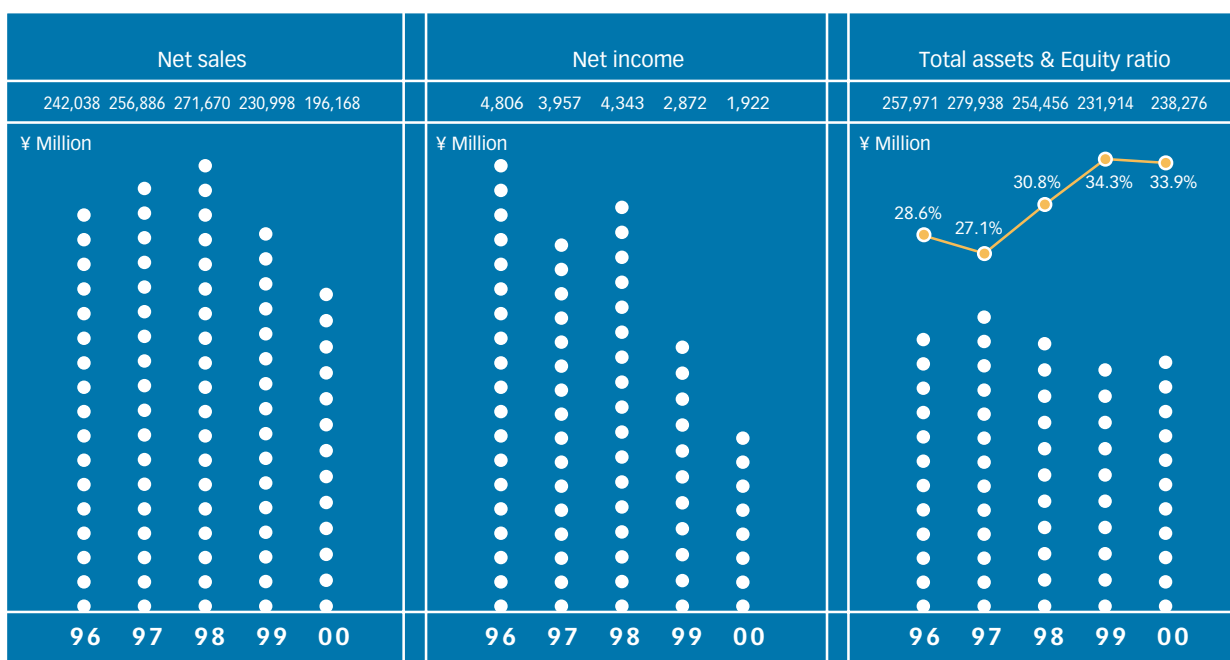 Net sales
242,038 256,886 271,670 230,998 196,168
¥ Million
96 97 98 99 00
Net income
4,806 3,957 4,343 2,872 1,922
¥ Million
96 97 98 99 00
Total assets & Equity ratio
257,971 279,938 254,456 231,914 238,276
¥ Million
28.6% 27.1% 30.8% 34.3% 33.9%
96 97 98 99 00